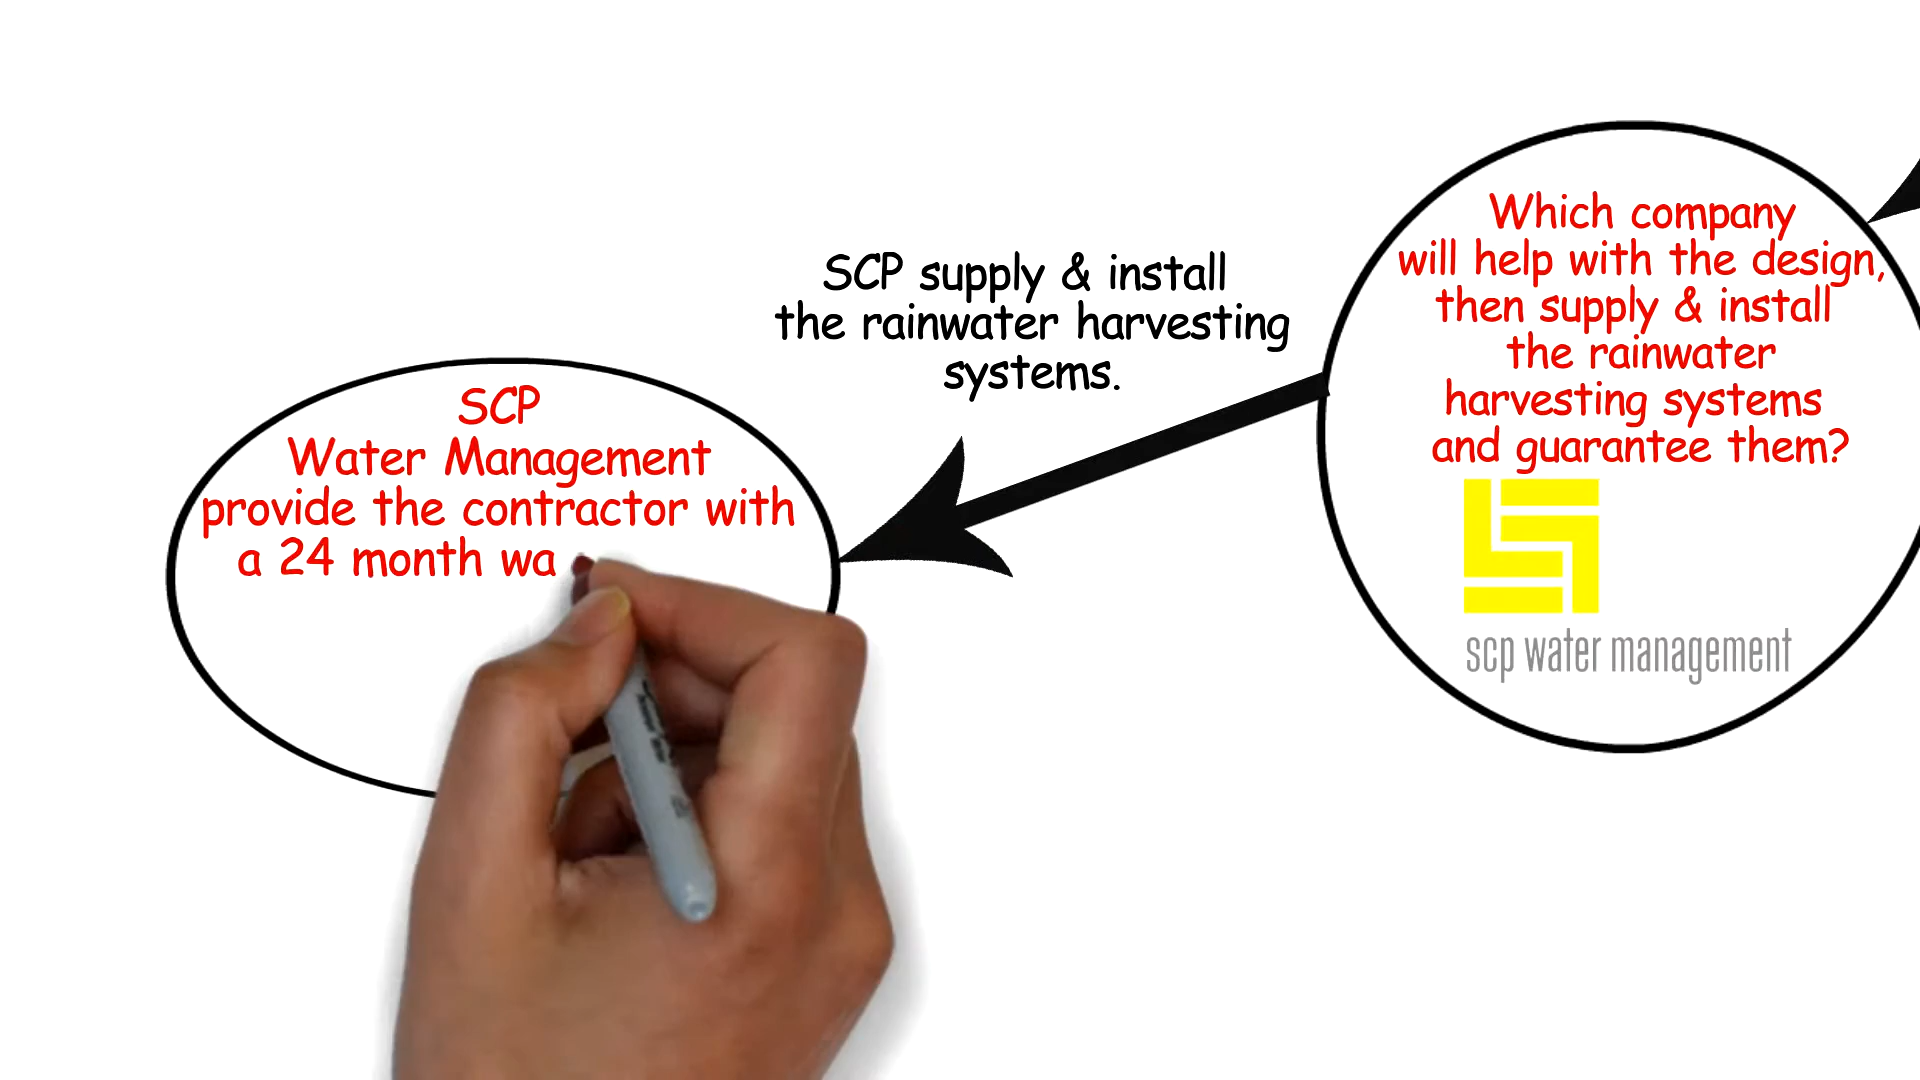 SCP
Water Management
provide the contractor with
a 24 month wa
SCP supply & install
the rainwater harvesting
systems.
Which company
will help with the design,
then supply & install
the rainwater
harvesting systems
and guarantee them?
scp water management